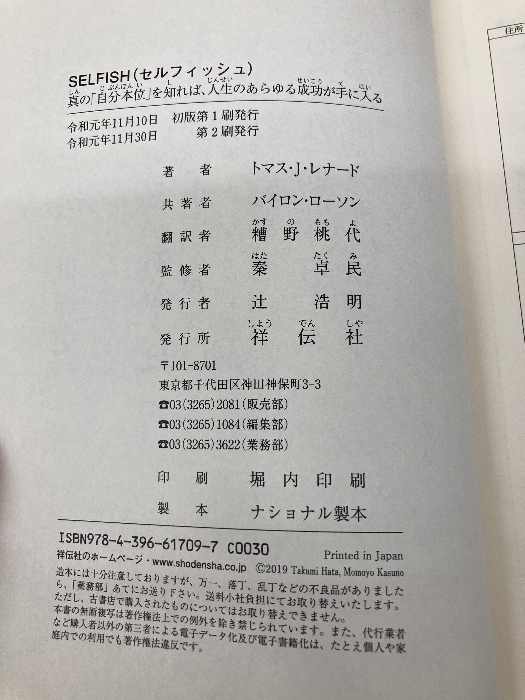 住所
SELFISH(セルフィッシュ)
真の「自分本位」を知れば、人生のあらゆる成功が手に入る
令和元年11月10日 初版第1刷発行
令和元年11月30日 第2刷発行
著者 トマス・J・レナード
共著者 バイロン・ローソン
翻訳者 糟野桃代
監修者 秦卓民
発行者 辻浩明
発行所 祥伝社
〒101-8701
東京都千代田区神田神保町3-3
☎03(3265)2081(販売部)
☎03(3265)1084(編集部)
☎03(3265)3622(業務部)
印刷 堀内印刷
製本 ナショナル製本
ISBN978-4-396-61709-7 C0030
Printed in Japan
祥伝社のホームページ・www.shodensha.co.jp ©2019 Takumi Hata, Momoyo Kasuno
造本には十分注意しておりますが、万一、落丁、乱丁などの不良品がありました
ら、「業務部」あてにお送り下さい。送料小社負担にてお取り替えいたします。
ただし、古書店で購入されたものについてはお取り替えできません。
本書の無断複写は著作権法上での例外を除き禁じられています。また、代行業者
など購入者以外の第三者による電子データ化及び電子書籍化は、たとえ個人や家
庭内での利用でも著作権法違反です。